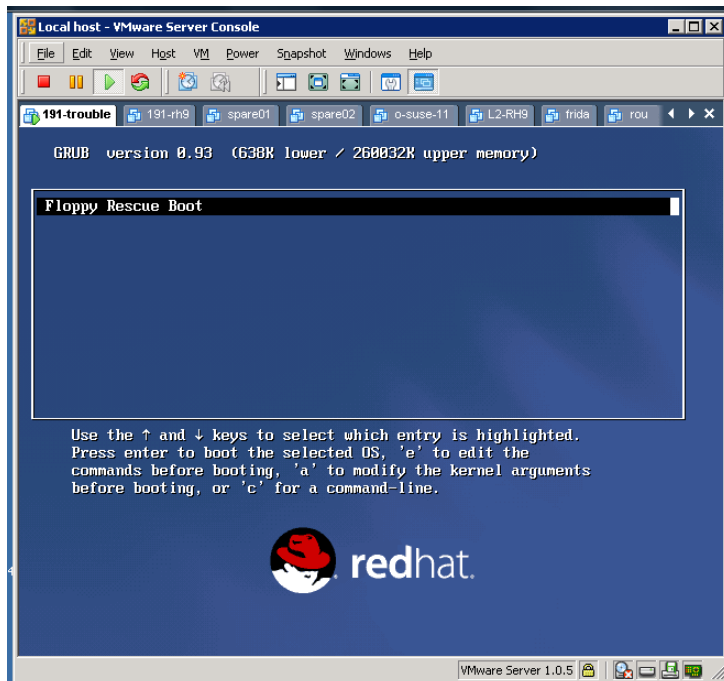 Local host - VMware Server Console
File Edit View Host VM Power Snapshot Windows Help
191-trouble 191-rh9 spare01 spare02 o-suse-11 L2-RH9 frida rou
GRUB version 0.93 (638K lower / 260032K upper memory)
Floppy Rescue Boot
Use the ↑ and ↓ keys to select which entry is highlighted.
Press enter to boot the selected OS, 'e' to edit the
commands before booting, 'a' to modify the kernel arguments
before booting, or 'c' for a command-line.
redhat.
VMware Server 1.0.5